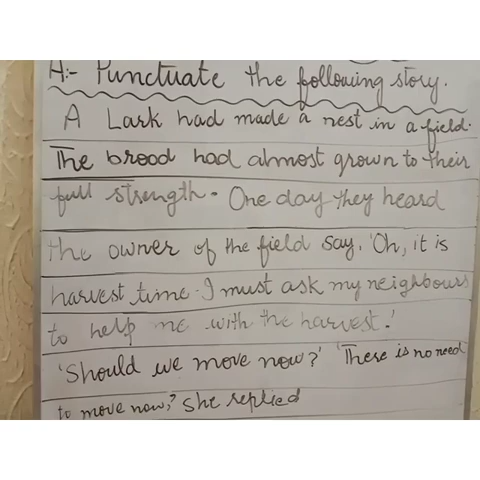 A:- Punctuate the following story.
A Lark had made a nest in a field.
The brood had almost grown to their
full strength. One day they heard
the owner of the field say. 'Oh, it is
harvest time. I must ask my neighbours
to help me with the harvest.'
'Should we move now?' 'There is no need
to move now,' She replied